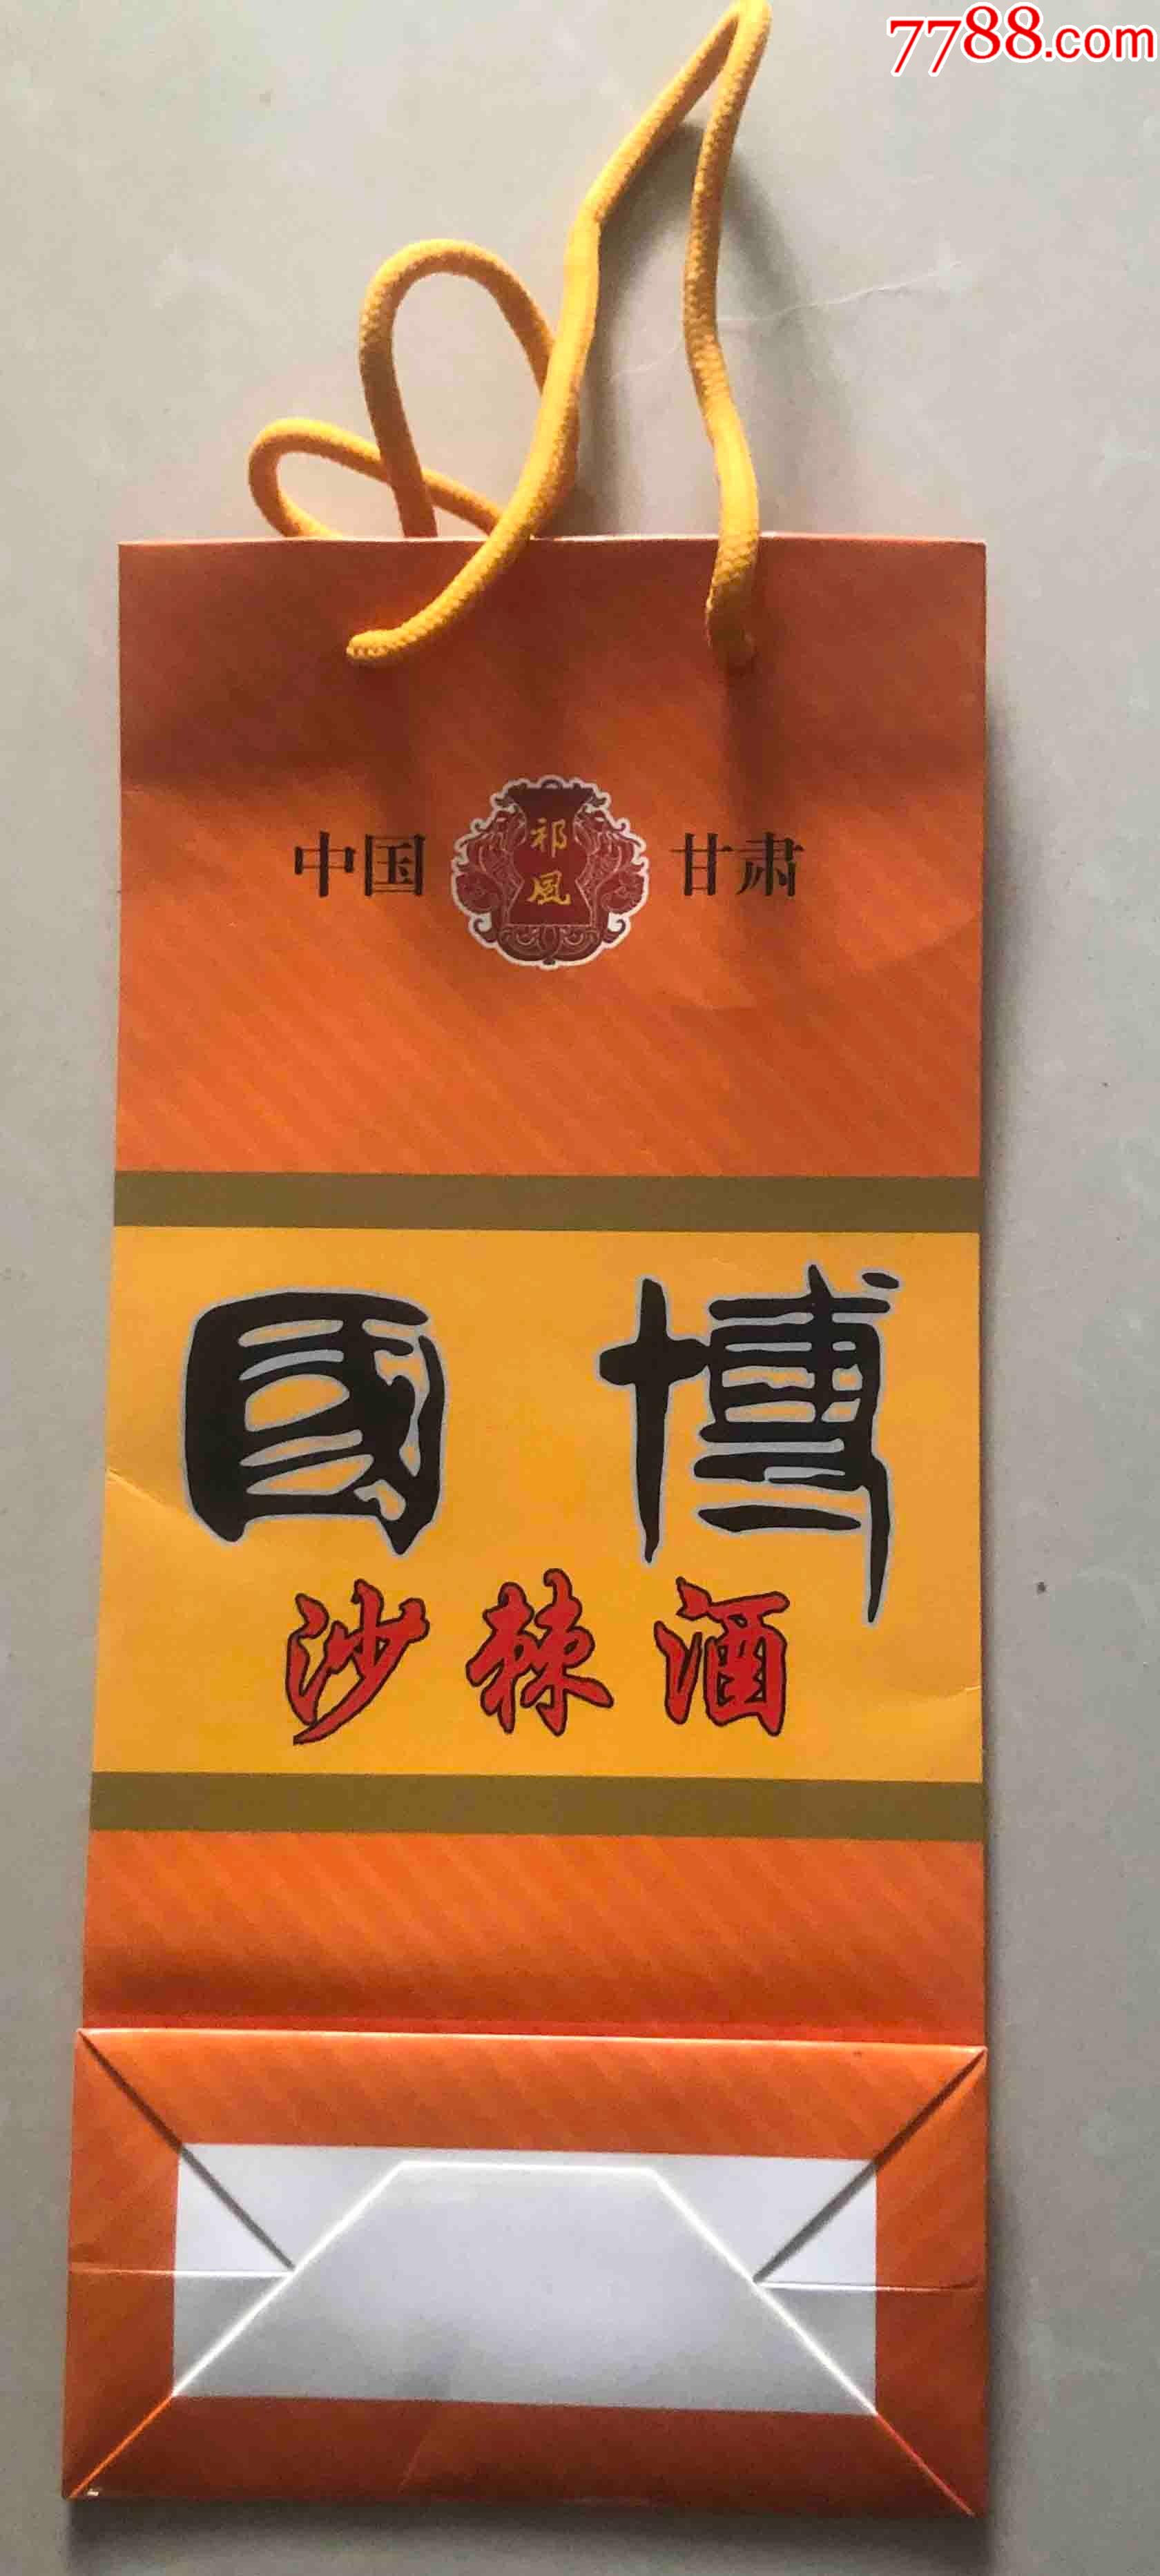 7788.com
中国 祁風 甘肃
國博
沙棘酒